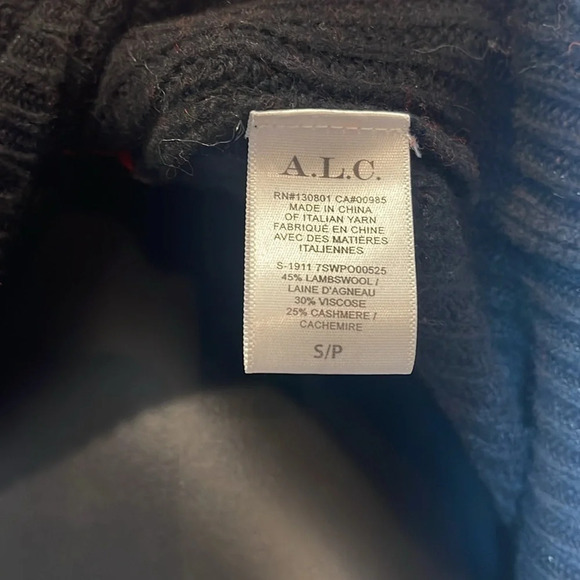 A.L.C.
RN#130801 CA#00985
MADE IN CHINA
OF ITALIAN YARN
FABRIQUÉ EN CHINE
AVEC DES MATIÈRES
ITALIENNES
S-1911 7SWPO00525
45% LAMBSWOOL /
LAINE D'AGNEAU
30% VISCOSE
25% CASHMERE /
CACHEMIRE
S/P